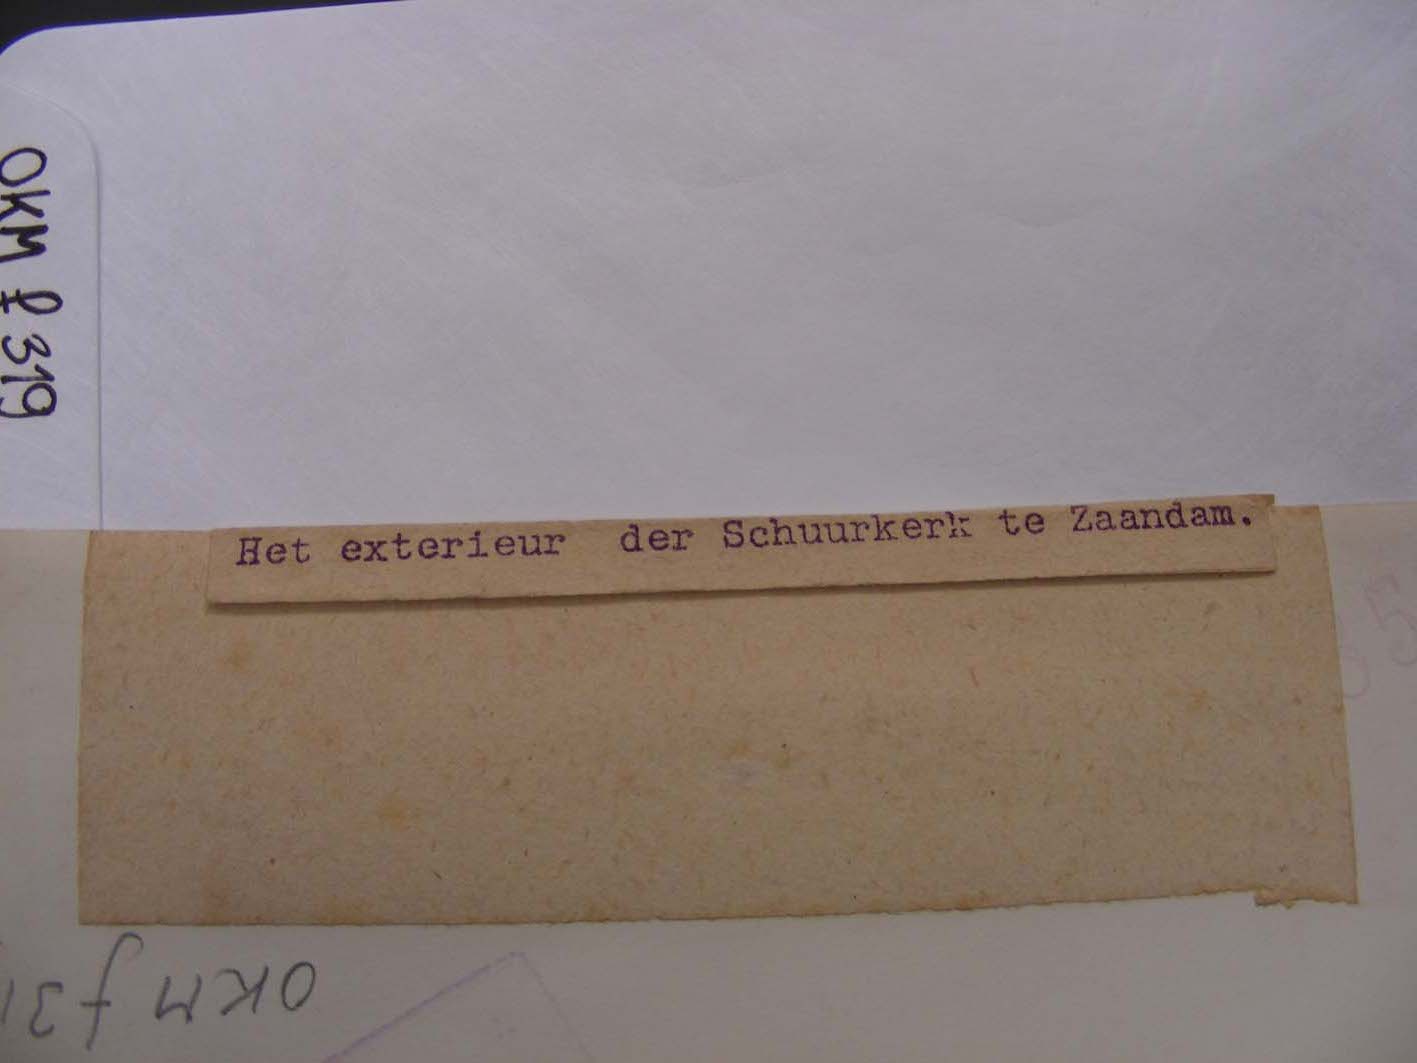 OKM f 319
Het exterieur der Schuurkerk te Zaandam.
OKM f 31